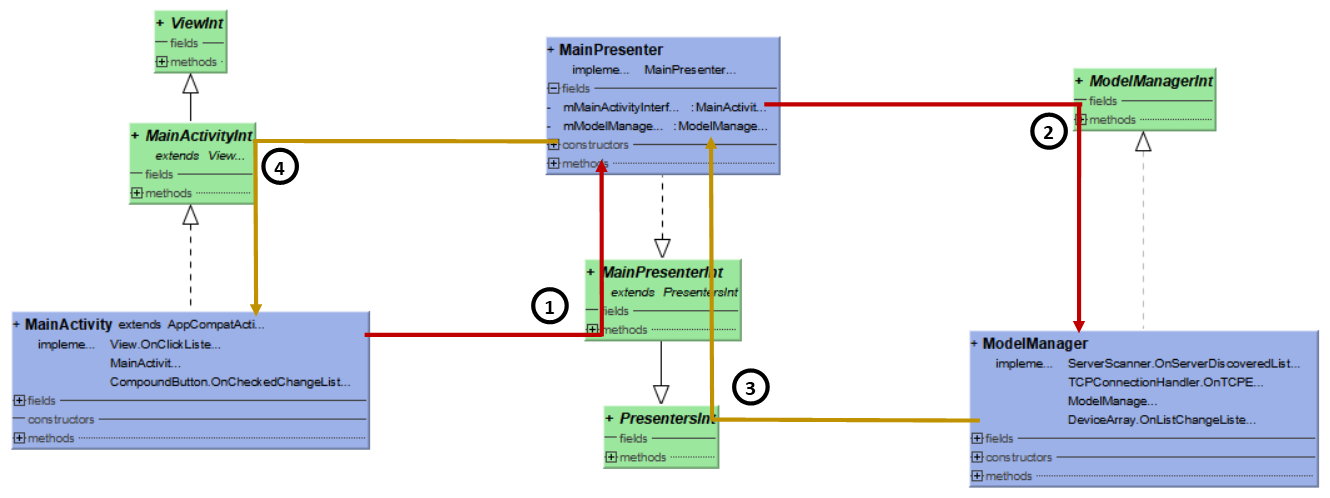 + ViewInt
fields
methods
+ MainActivityInt
extends View...
fields
methods
+ MainActivity extends AppCompatActi...
impleme... View.OnClickListe...
MainActivit...
CompoundButton.OnCheckedChangeList...
fields
constructors
methods
4
1
+ MainPresenter
impleme... MainPresenter...
fields
- mMainActivityInterf... :MainActivit...
- mModelManage... :ModelManage...
constructors
methods
+ MainPresenterInt
extends PresentersInt
fields
methods
+ PresentersInt
fields
methods
3
2
+ ModelManagerInt
fields
methods
+ ModelManager
impleme... ServerScanner.OnServerDiscoveredList...
TCPConnectionHandler.OnTCPE...
ModelManage...
DeviceArray.OnListChangeListe...
fields
constructors
methods